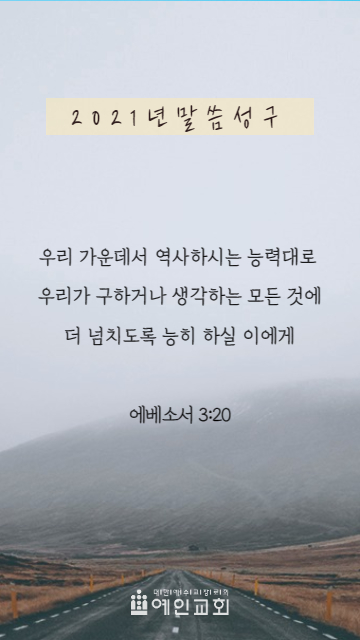 2021년말씀성구
우리 가운데서 역사하시는 능력대로
우리가 구하거나 생각하는 모든 것에
더 넘치도록 능히 하실 이에게
에베소서 3:20
예인교회